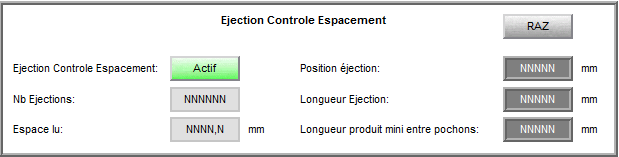 Ejection Controle Espacement
RAZ
Ejection Controle Espacement: Actif Position éjection: NNNNN mm
Nb Ejections: NNNNNN Longueur Ejection: NNNNN mm
Espace lu: NNNN,N mm Longueur produit mini entre pochons: NNNNN mm